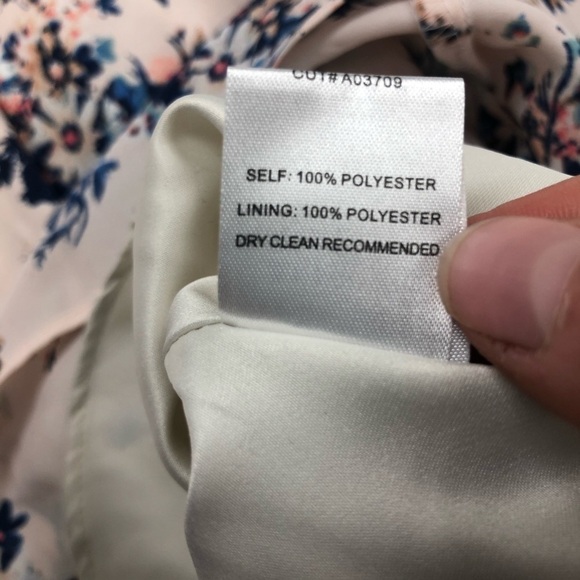 CUT#A03709
SELF: 100% POLYESTER
LINING: 100% POLYESTER
DRY CLEAN RECOMMENDED